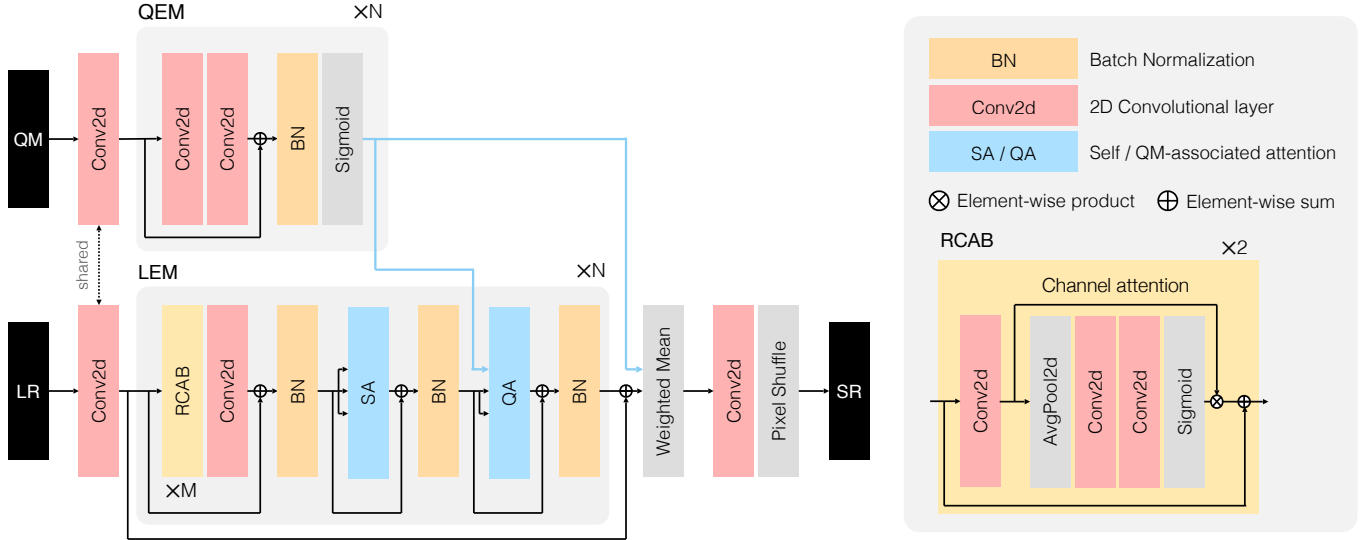 QEM
×N
QM
Conv2d
Conv2d
Conv2d
BN
Sigmoid
shared
LEM
×N
LR
Conv2d
RCAB
Conv2d
BN
SA
BN
QA
BN
Weighted Mean
Conv2d
Pixel Shuffle
SR
×M
BN
Batch Normalization
Conv2d
2D Convolutional layer
SA / QA
Self / QM-associated attention
Element-wise product
Element-wise sum
RCAB
×2
Channel attention
Conv2d
AvgPool2d
Conv2d
Conv2d
Sigmoid